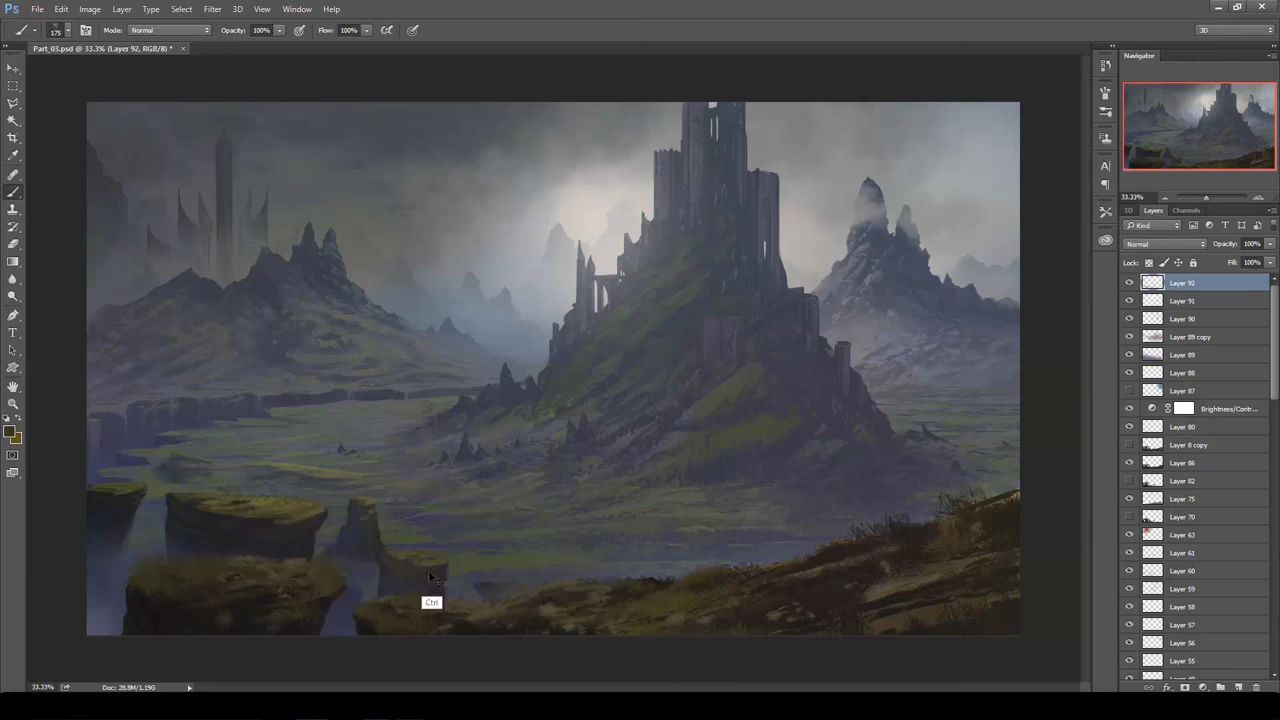 Ps File Edit Image Layer Type Select Filter 3D View Window Help
175 Mode: Normal Opacity: 100% Flow: 100% 3D
Part_03.psd @ 33.3% (Layer 92, RGB/8) * ×
Navigator
33.33%
3D Layers Channels
Kind
Normal Opacity: 100%
Lock: Fill: 100%
Layer 92
Layer 91
Layer 90
Layer 89 copy
Layer 89
Layer 88
Layer 87
Brightness/Contr...
Layer 80
Layer 8 copy
Layer 86
Layer 82
Layer 75
Layer 70
Layer 63
Layer 61
Layer 60
Layer 59
Layer 58
Layer 57
Layer 56
Layer 55
Ctrl
33.33% Doc: 28.8M/1.19G